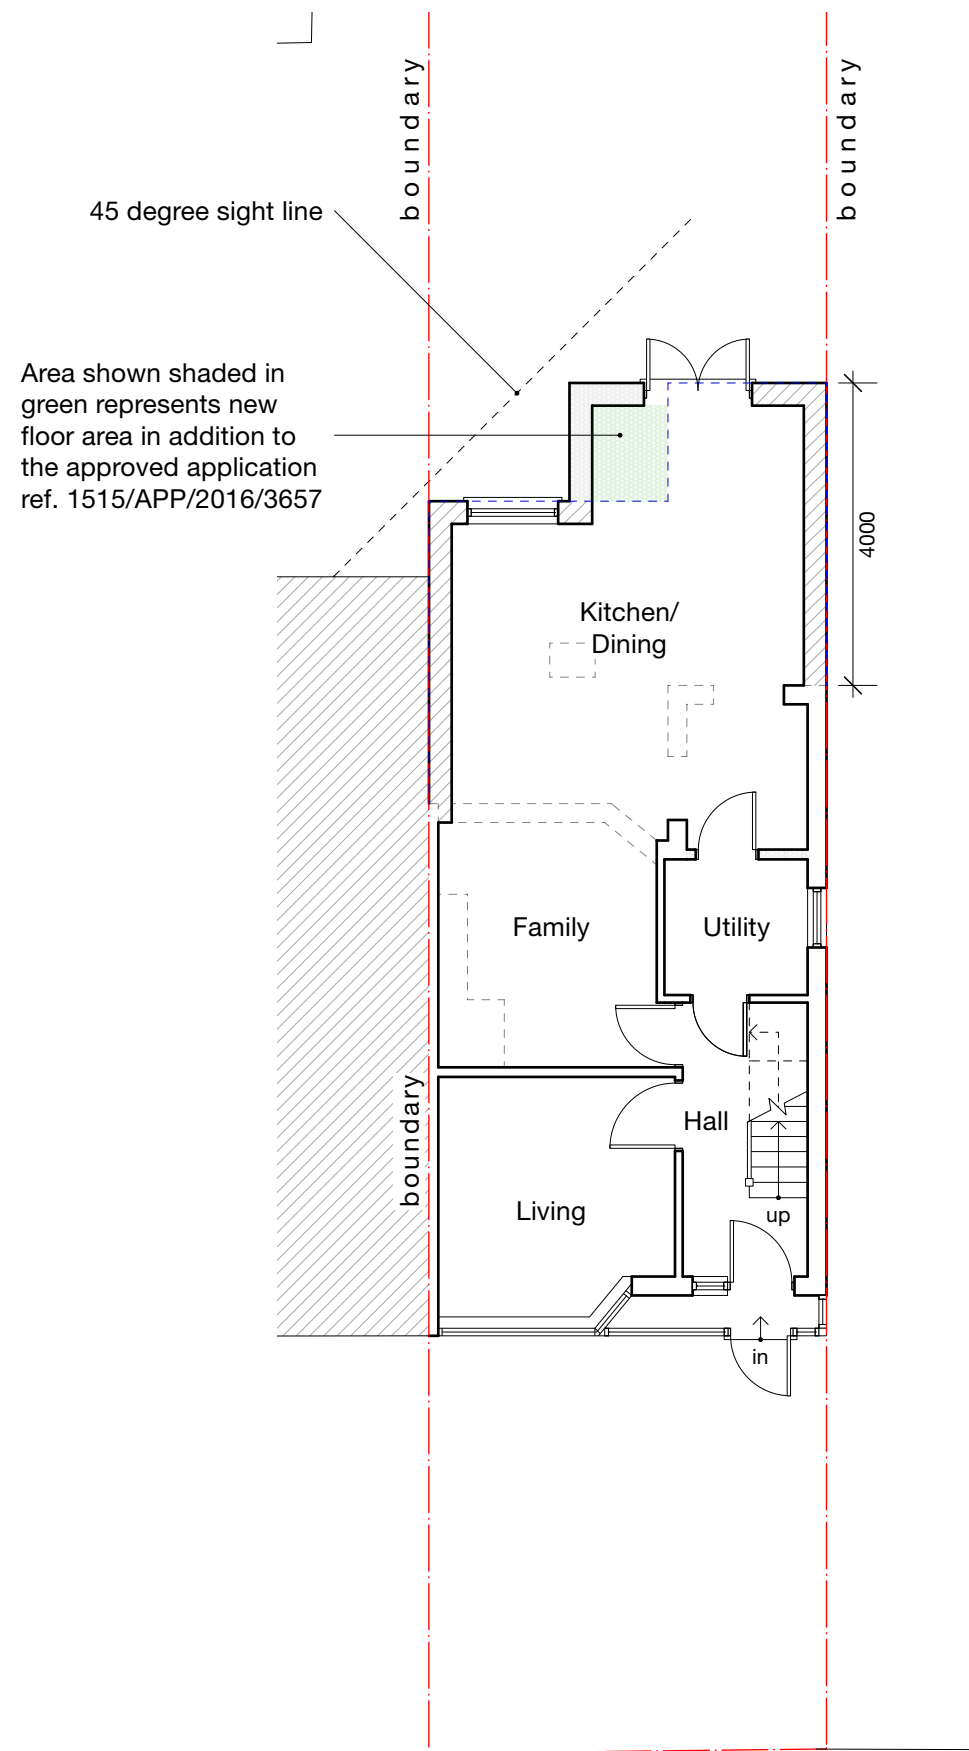 boundary
boundary
45 degree sight line
Area shown shaded in
green represents new
floor area in addition to
the approved application
ref. 1515/APP/2016/3657
4000
Kitchen/
Dining
Family
Utility
boundary
Hall
Living
up
in